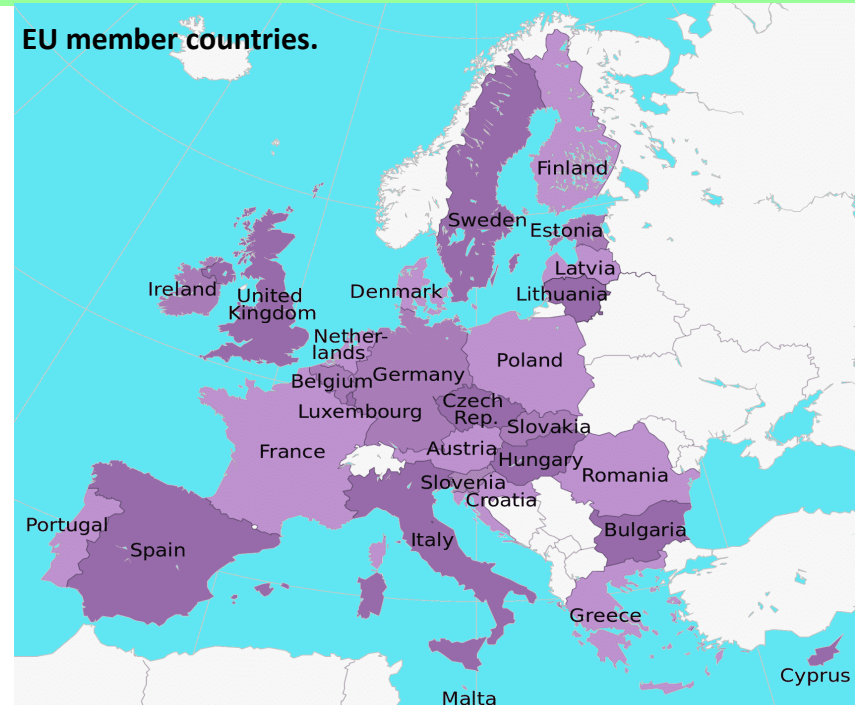 EU member countries.
Finland
Sweden
Estonia
Latvia
Lithuania
Ireland
United
Kingdom
Denmark
Nether-
lands
Belgium
Germany
Poland
Luxembourg
Czech
Rep.
Slovakia
France
Austria
Hungary
Slovenia
Romania
Croatia
Portugal
Spain
Italy
Bulgaria
Greece
Cyprus
Malta